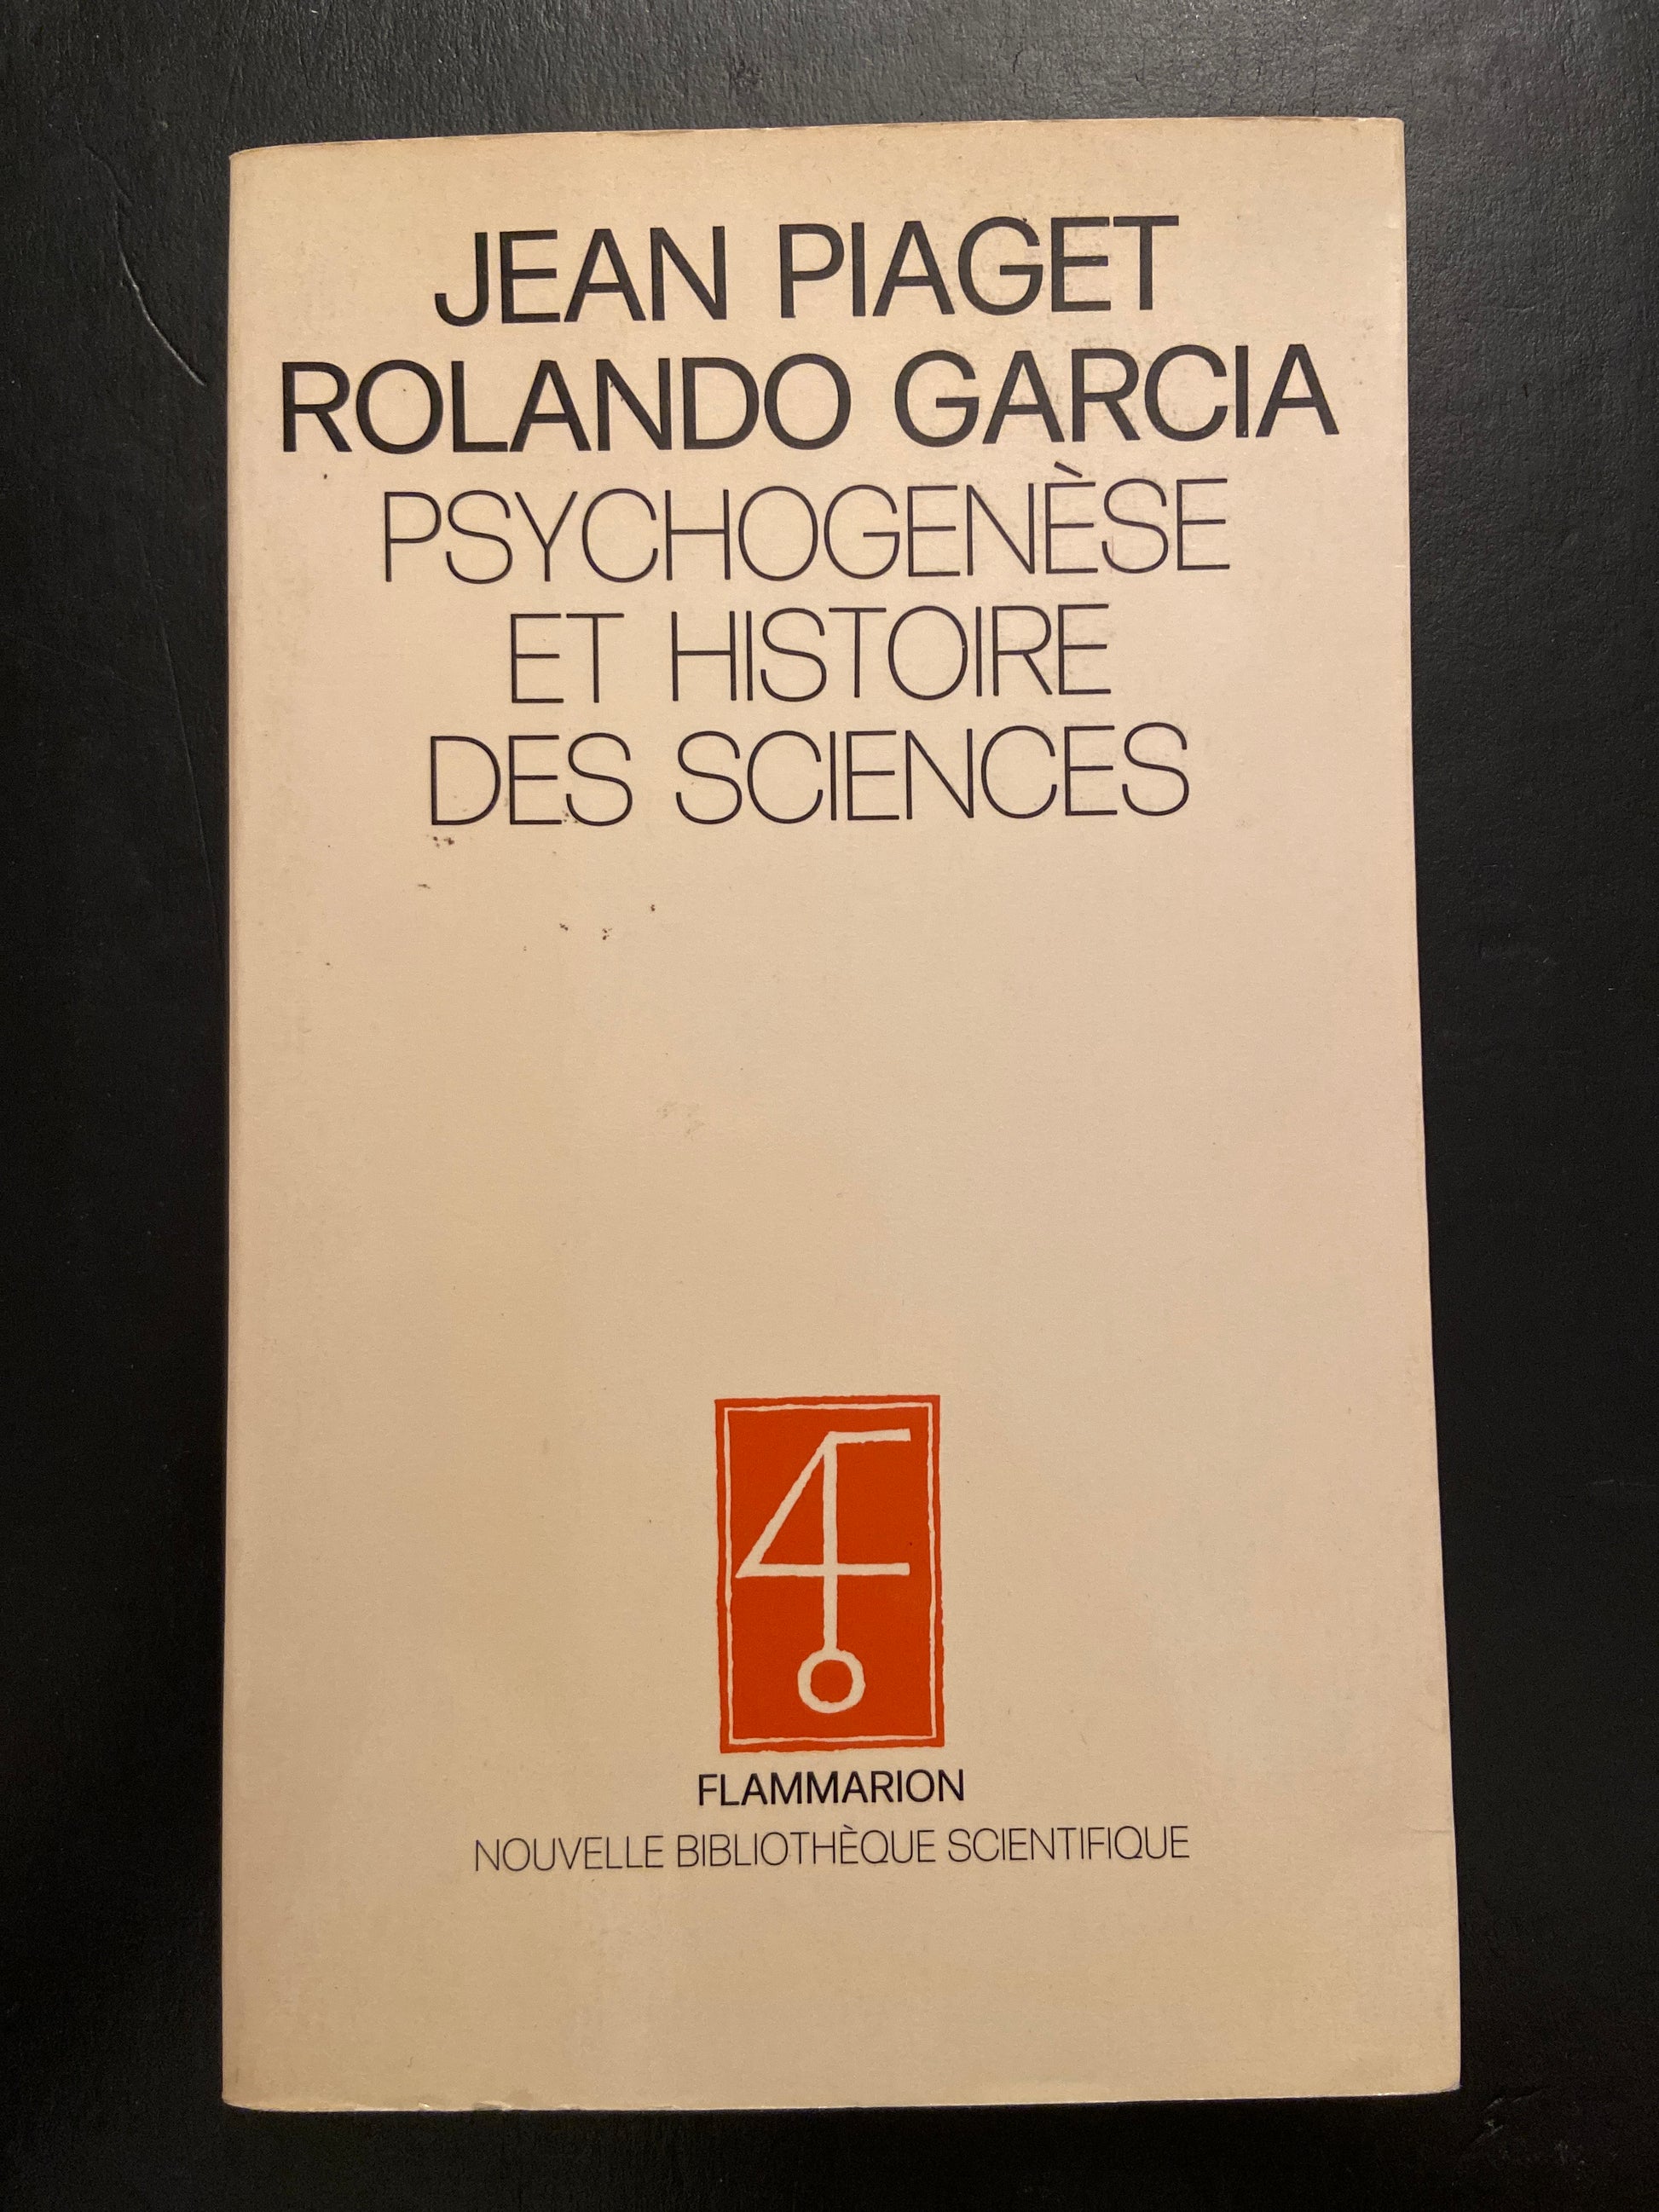 JEAN PIAGET
ROLANDO GARCIA
PSYCHOGENÈSE
ET HISTOIRE
DES SCIENCES
FLAMMARION
NOUVELLE BIBLIOTHÈQUE SCIENTIFIQUE